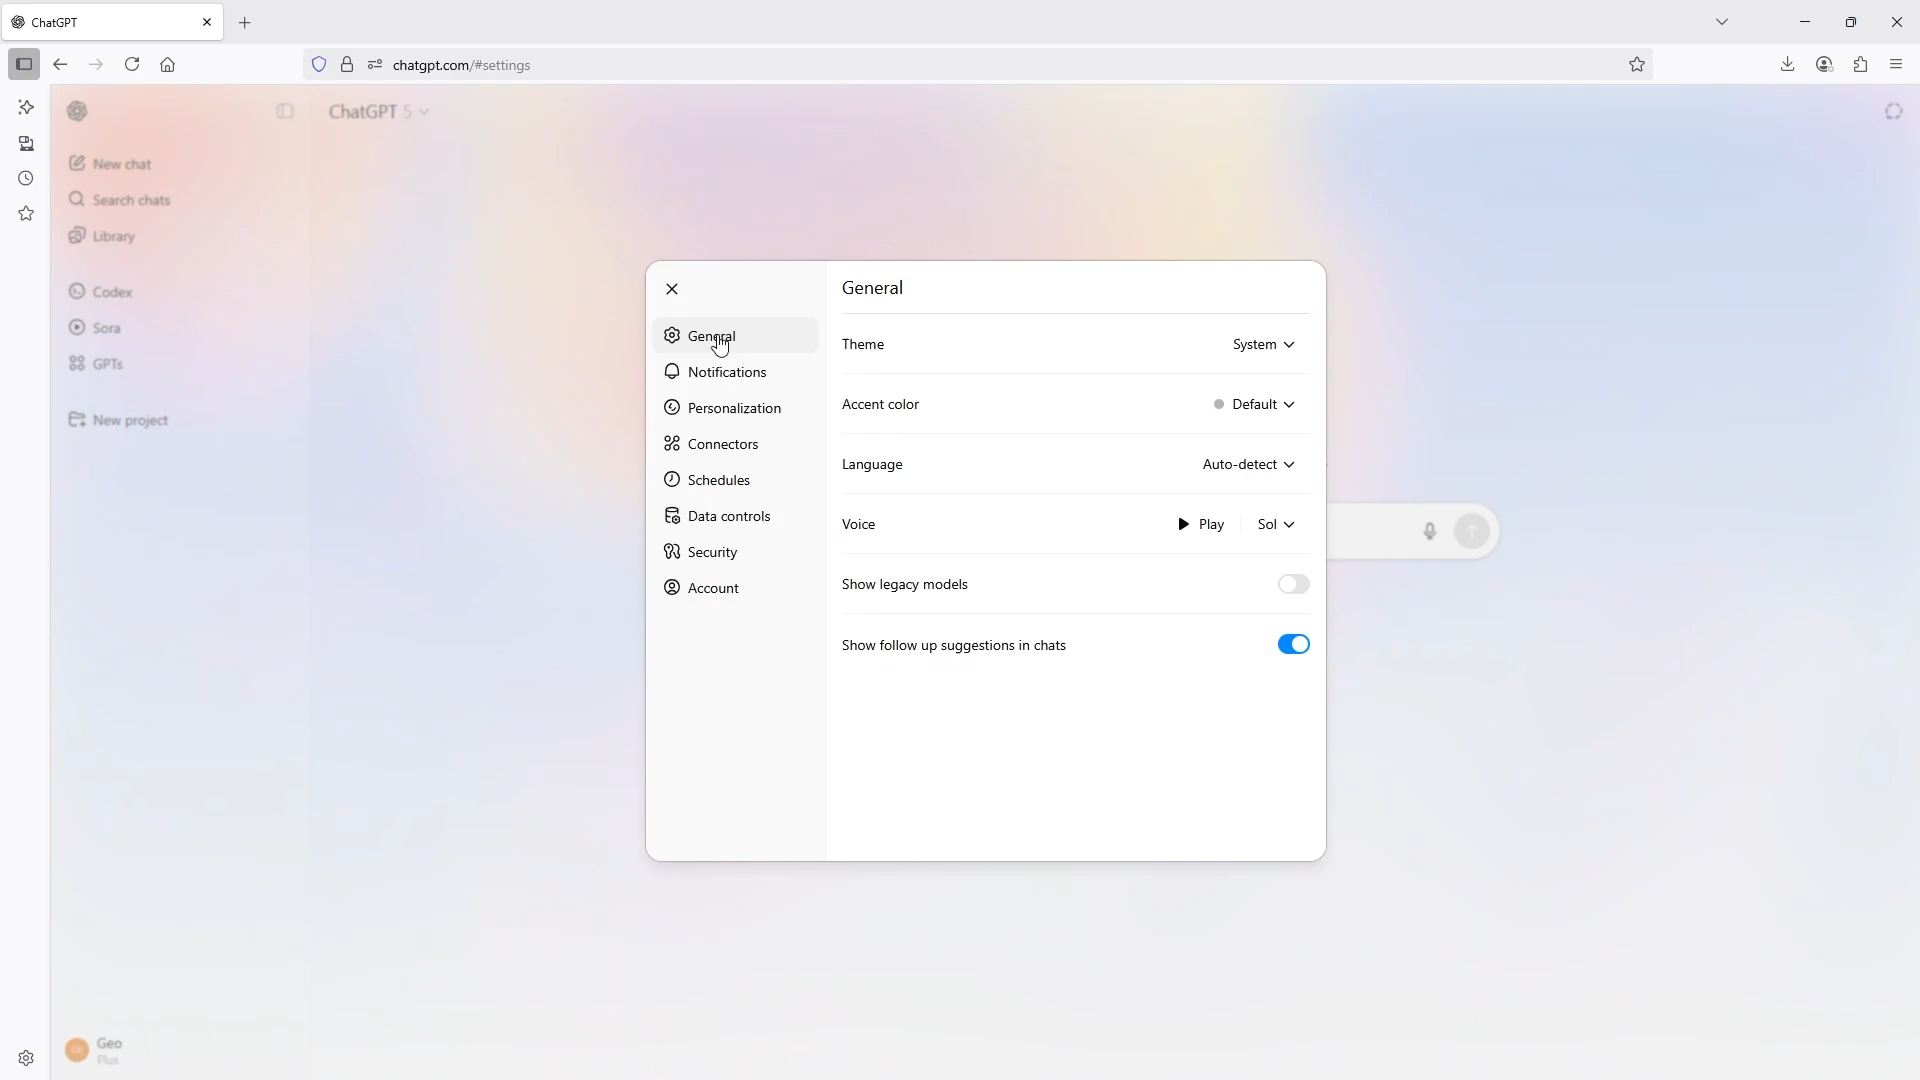 ChatGPT
chatgpt.com/#settings
ChatGPT 5
New chat
Search chats
Library
Codex
Sora
GPTs
New project
General
Notifications
Personalization
Connectors
Schedules
Data controls
Security
Account
General
Theme System
Accent color Default
Language Auto-detect
Voice Play Sol
Show legacy models
Show follow up suggestions in chats
GE
Geo
Plus